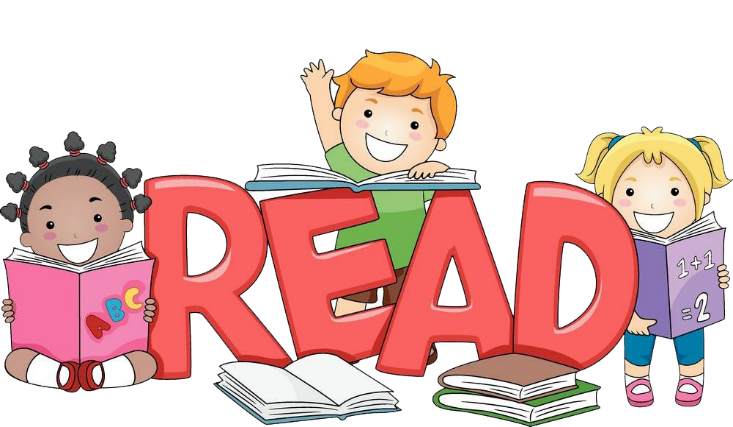 READ
ABC
1+1
=2